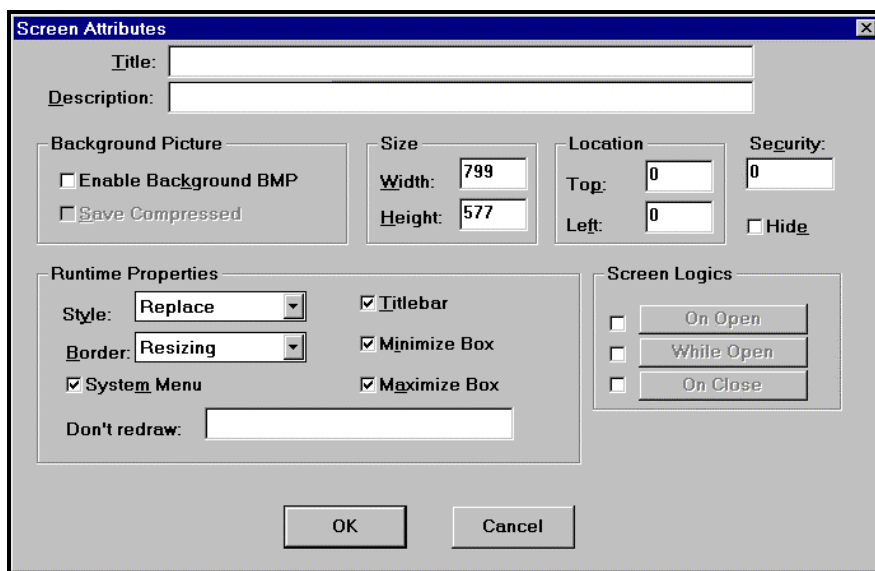 Screen Attributes
Title:
Description:
Background Picture
Enable Background BMP
Save Compressed
Size
Width: 799
Height: 577
Location
Top: 0
Left: 0
Security:
0
Hide
Runtime Properties
Style: Replace
Border: Resizing
System Menu
Titlebar
Minimize Box
Maximize Box
Don't redraw:
Screen Logics
On Open
While Open
On Close
OK
Cancel